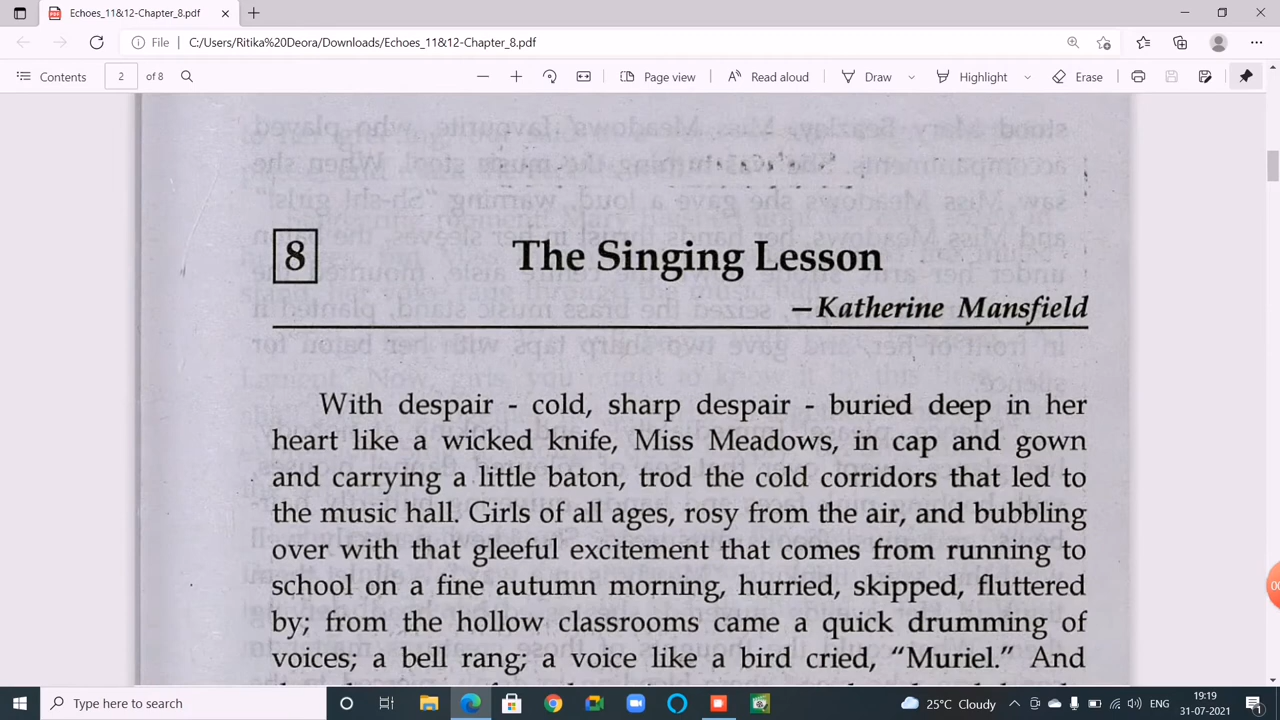 Echoes_11&12-Chapter_8.pdf
File C:/Users/Ritika%20Deora/Downloads/Echoes_11&12-Chapter_8.pdf
Contents 2 of 8 Page view Read aloud Draw Highlight Erase
8 The Singing Lesson
—Katherine Mansfield
With despair - cold, sharp despair - buried deep in her
heart like a wicked knife, Miss Meadows, in cap and gown
and carrying a little baton, trod the cold corridors that led to
the music hall. Girls of all ages, rosy from the air, and bubbling
over with that gleeful excitement that comes from running to
school on a fine autumn morning, hurried, skipped, fluttered
by; from the hollow classrooms came a quick drumming of
voices; a bell rang; a voice like a bird cried, “Muriel.” And
Type here to search 25°C Cloudy ENG 19:19
31-07-2021